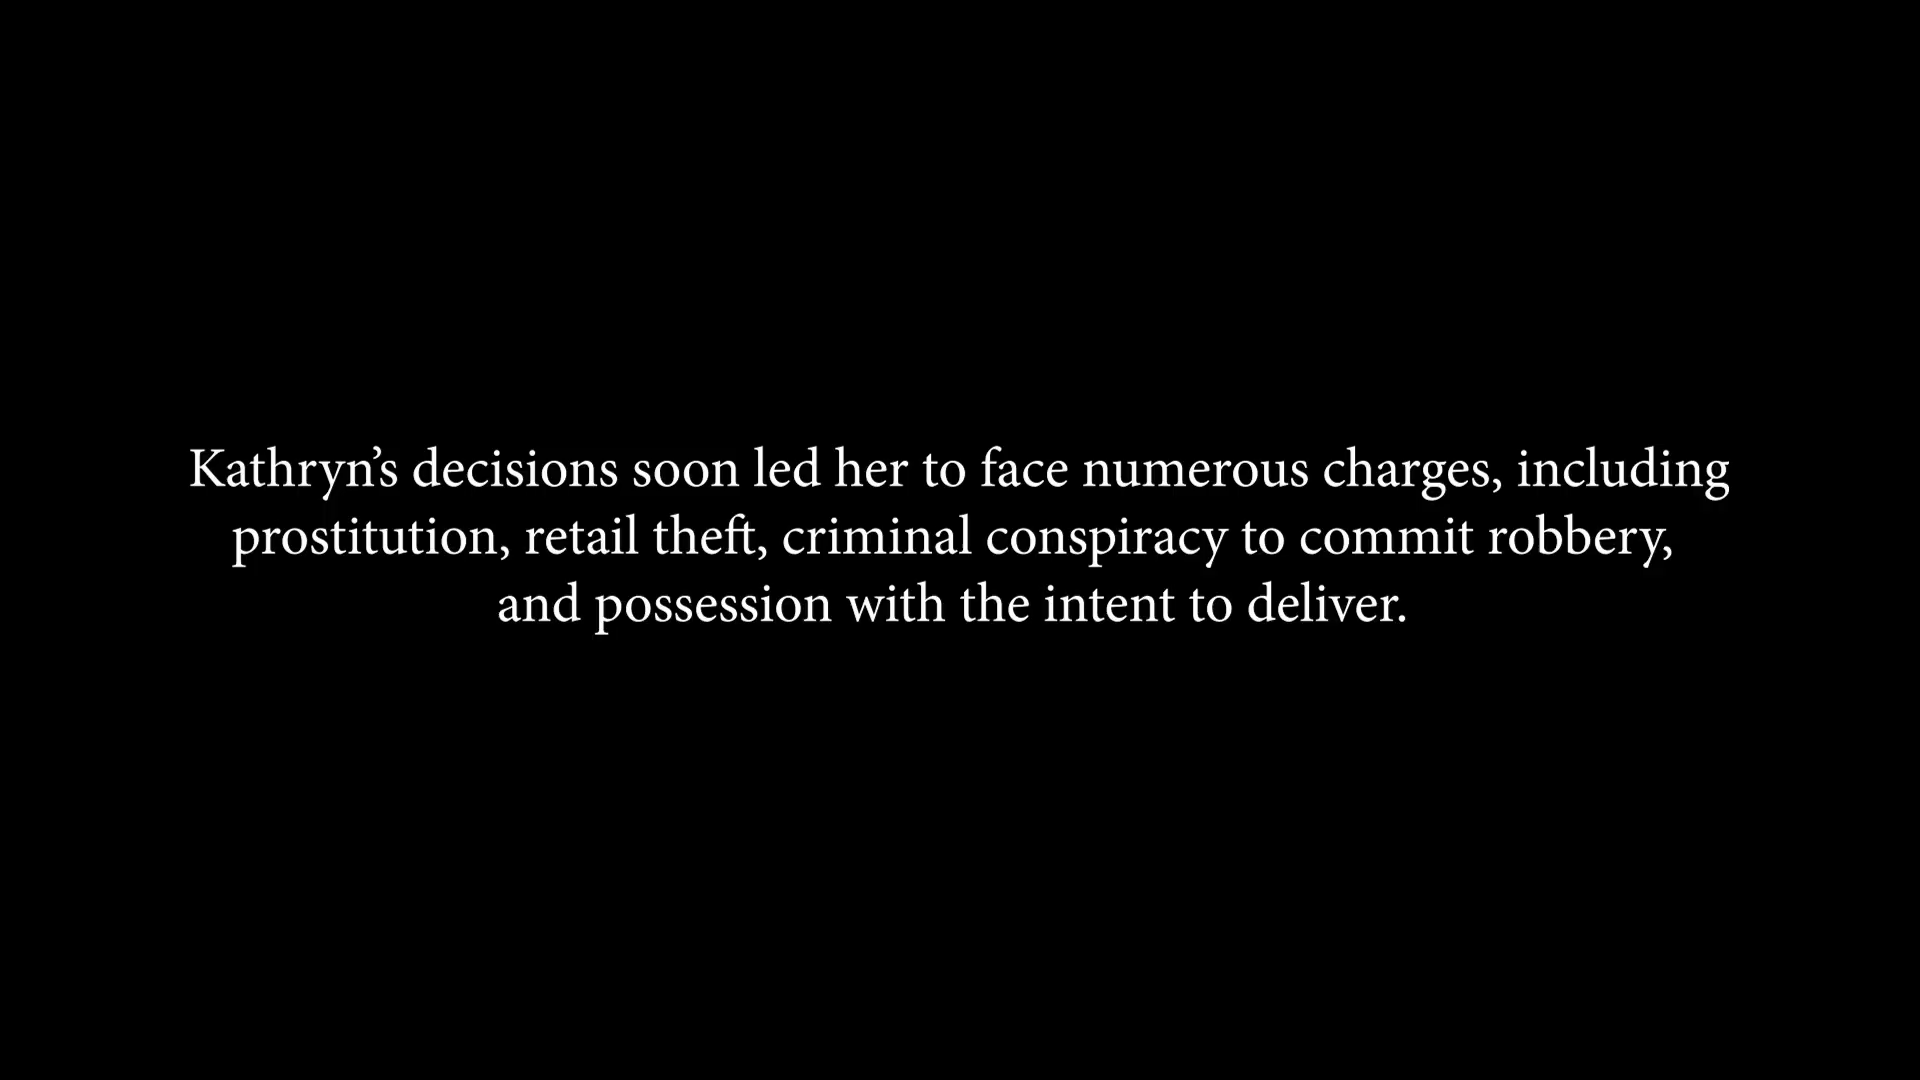 Kathryn’s decisions soon led her to face numerous charges, including
prostitution, retail theft, criminal conspiracy to commit robbery,
and possession with the intent to deliver.